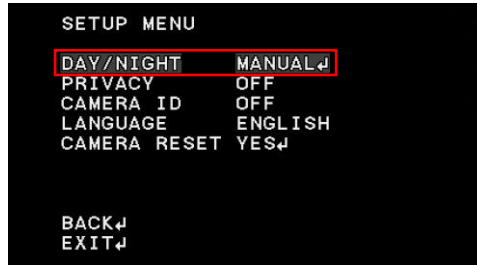 SETUP MENU
DAY/NIGHT MANUAL↲
PRIVACY OFF
CAMERA ID OFF
LANGUAGE ENGLISH
CAMERA RESET YES↲
BACK↲
EXIT↲